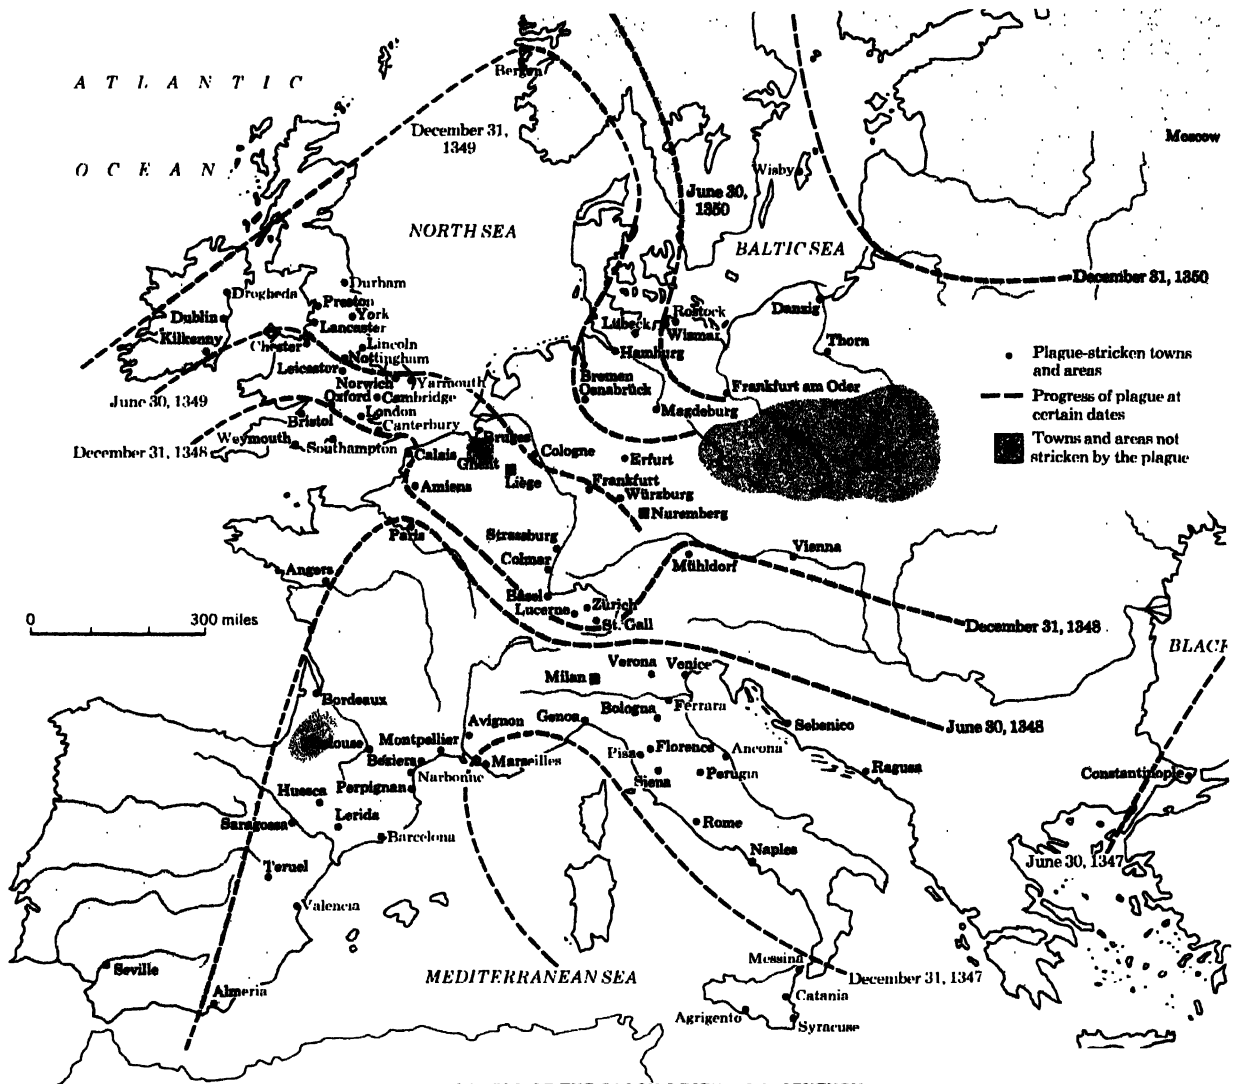 ATLANTIC
OCEAN
Bergen
December 31,
1349
Moscow
Wisby
June 30,
1350
NORTH SEA
BALTIC SEA
December 31, 1350
Durham
Drogheda
Preston
York
Dublin
Lancaster
Kilkenny
Chester
Lincoln
Nottingham
Leicester
Norwich
Yarmouth
Oxford
Cambridge
June 30, 1349
London
Bristol
Canterbury
Weymouth
Southampton
December 31, 1348
Calais
Bruges
Ghent
Liège
Amiens
Cologne
Danzig
Rostock
Lübeck
Wismar
Hamburg
Thorn
Bremen
Osnabrück
Frankfurt am Oder
Magdeburg
Erfurt
Frankfurt
Würzburg
Nuremberg
Plague-stricken towns
and areas
Progress of plague at
certain dates
Towns and areas not
stricken by the plague
Paris
Strassburg
Colmar
Angers
Basel
Lucerne
Zürich
St. Gall
Mühldorf
Vienna
December 31, 1348
0
300 miles
BLACK
Verona
Venice
Milan
Bordeaux
Bologna
Ferrara
Avignon
Genoa
Sebenico
June 30, 1348
Montpellier
Béziers
Marseilles
Pisa
Florence
Ancona
Narbonne
Siena
Perugia
Ragusa
Constantinople
Huesca
Perpignan
Saragossa
Lerida
Barcelona
Rome
Teruel
Naples
June 30, 1347
Valencia
Seville
Almeria
MEDITERRANEAN SEA
Messina
December 31, 1347
Catania
Agrigento
Syracuse